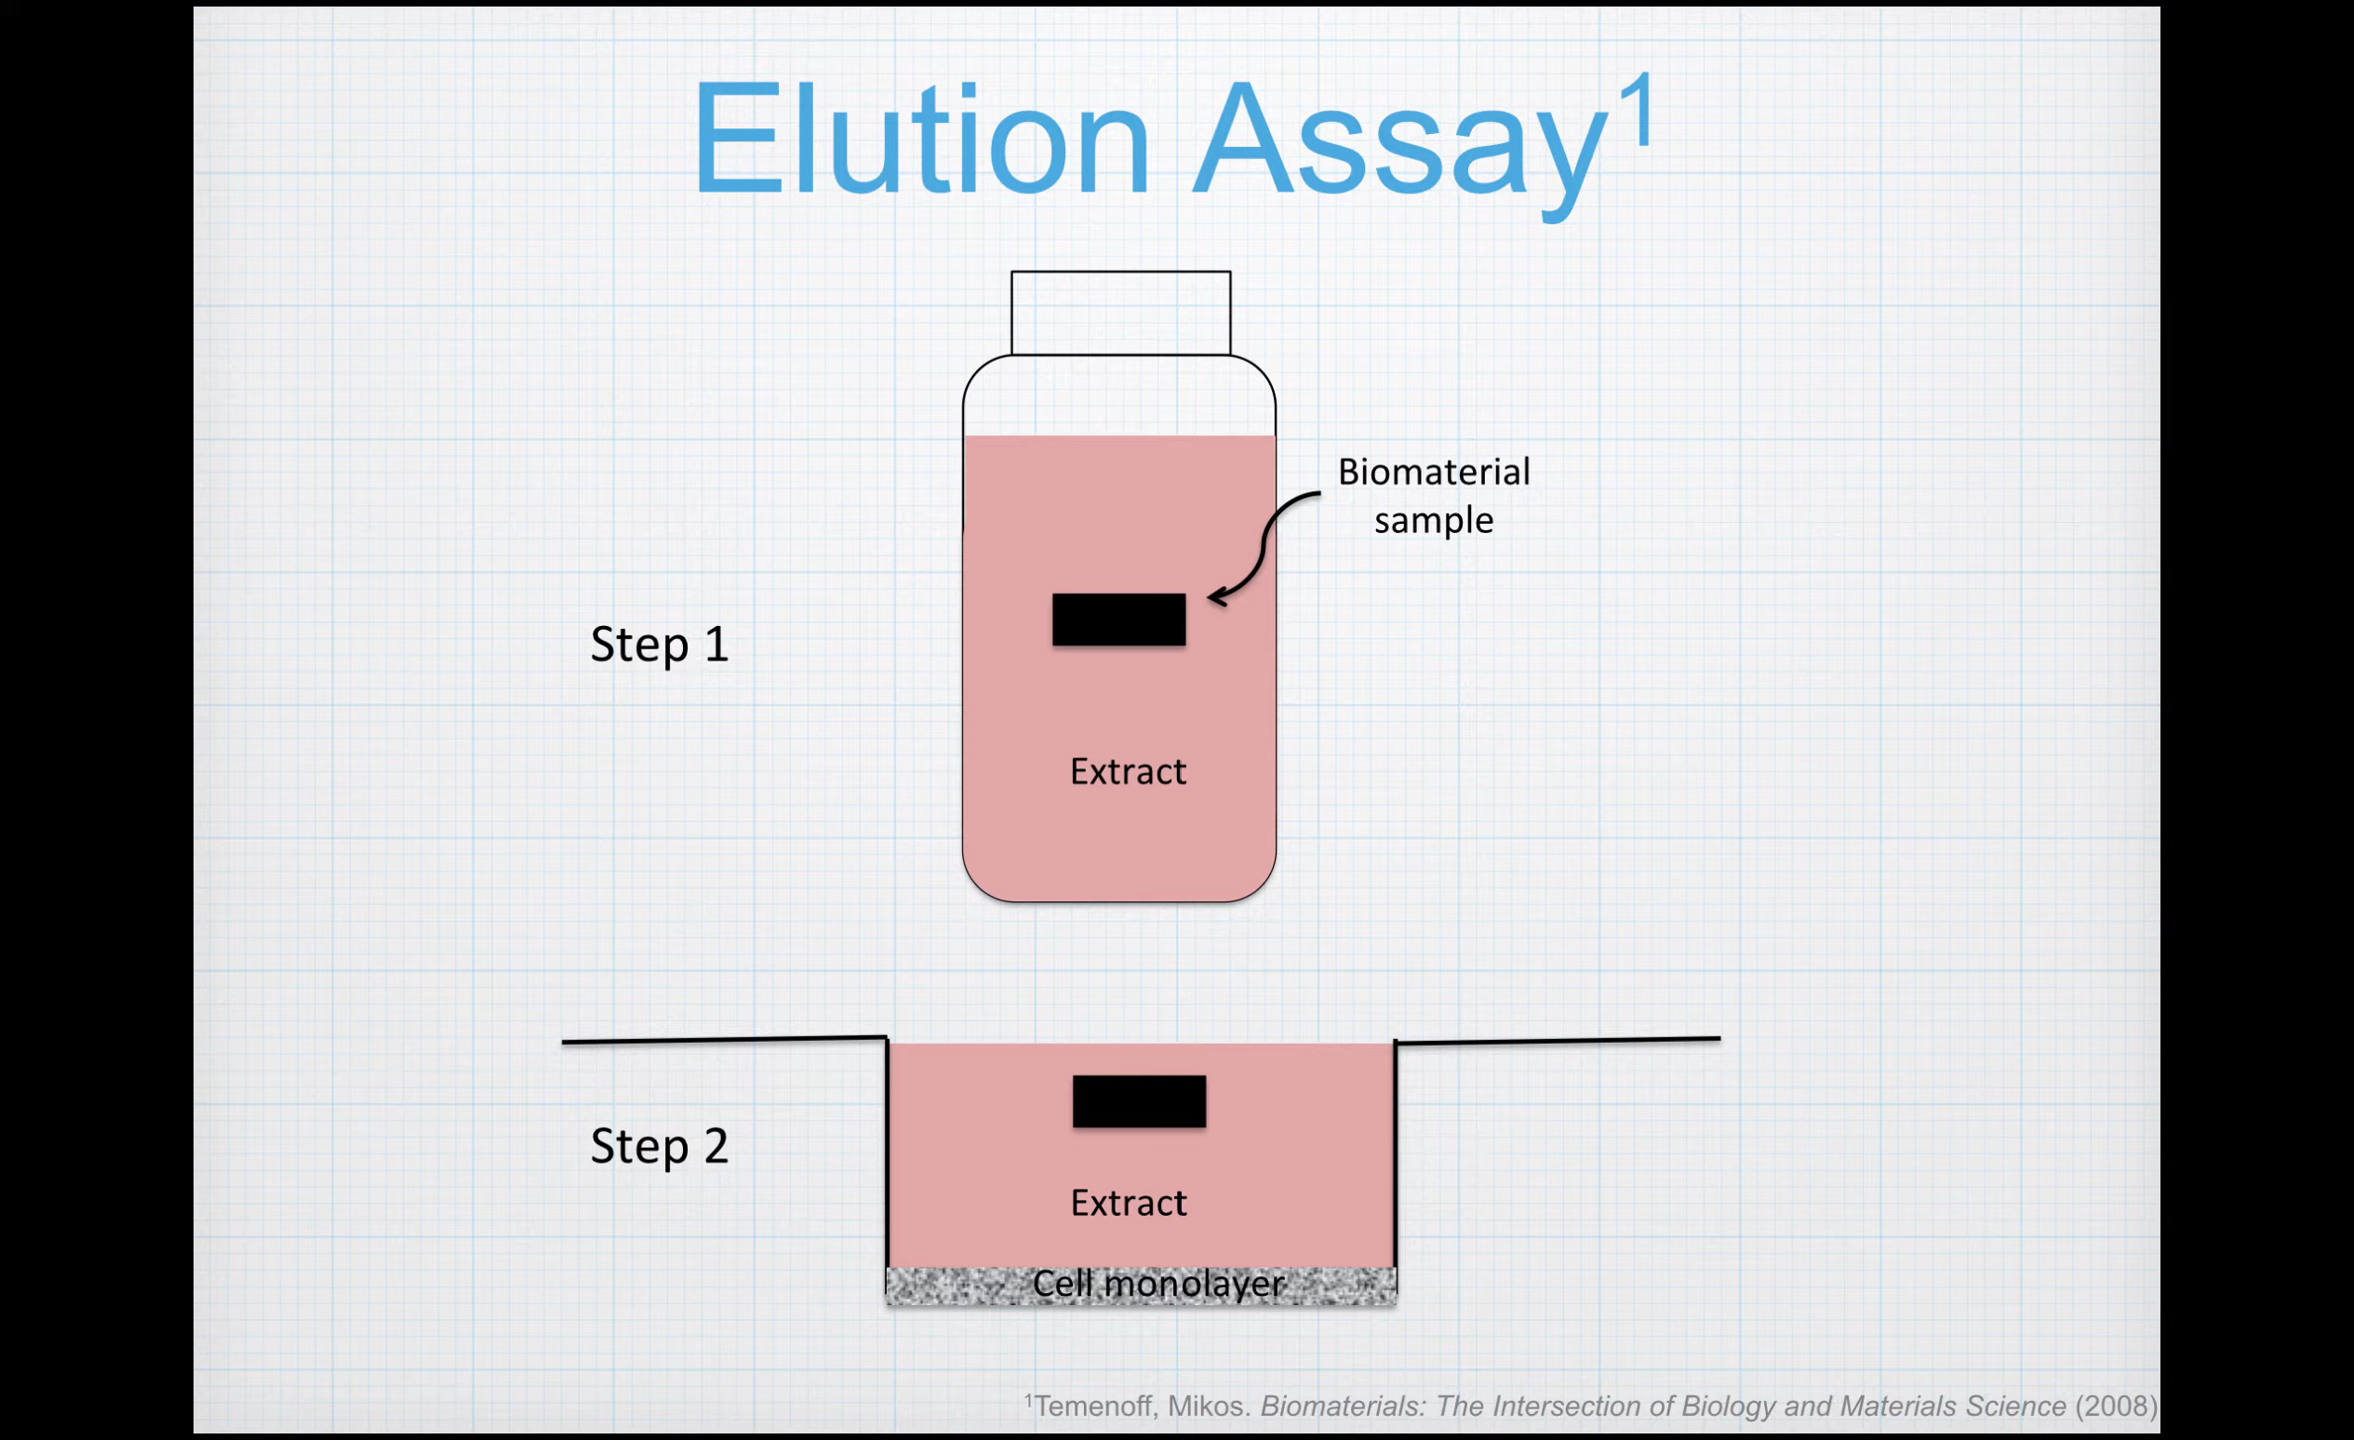 Elution Assay¹
Biomaterial
sample
Step 1
Extract
Step 2
Extract
Cell monolayer
¹Temenoff, Mikos. Biomaterials: The Intersection of Biology and Materials Science (2008)